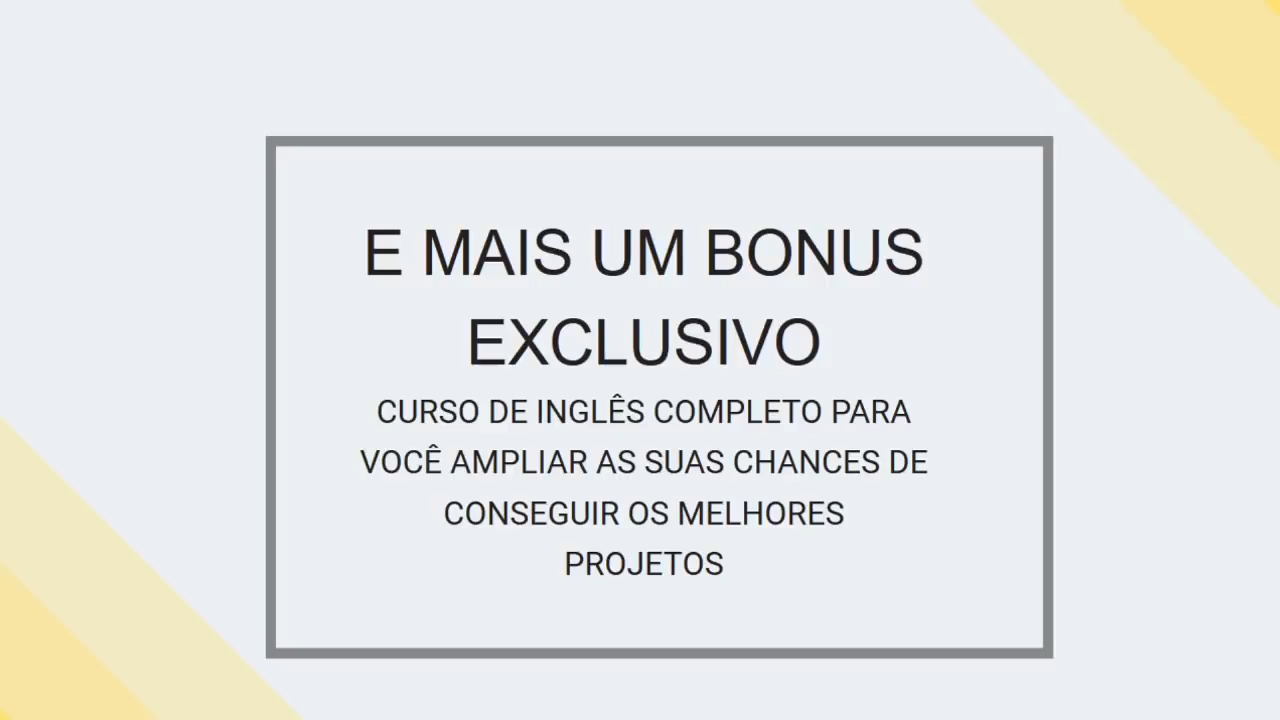 E MAIS UM BONUS
EXCLUSIVO
CURSO DE INGLÊS COMPLETO PARA
VOCÊ AMPLIAR AS SUAS CHANCES DE
CONSEGUIR OS MELHORES
PROJETOS